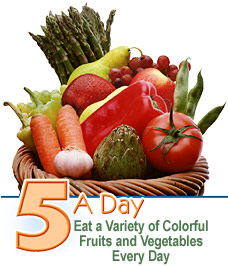 5 A Day
Eat a Variety of Colorful
Fruits and Vegetables
Every Day